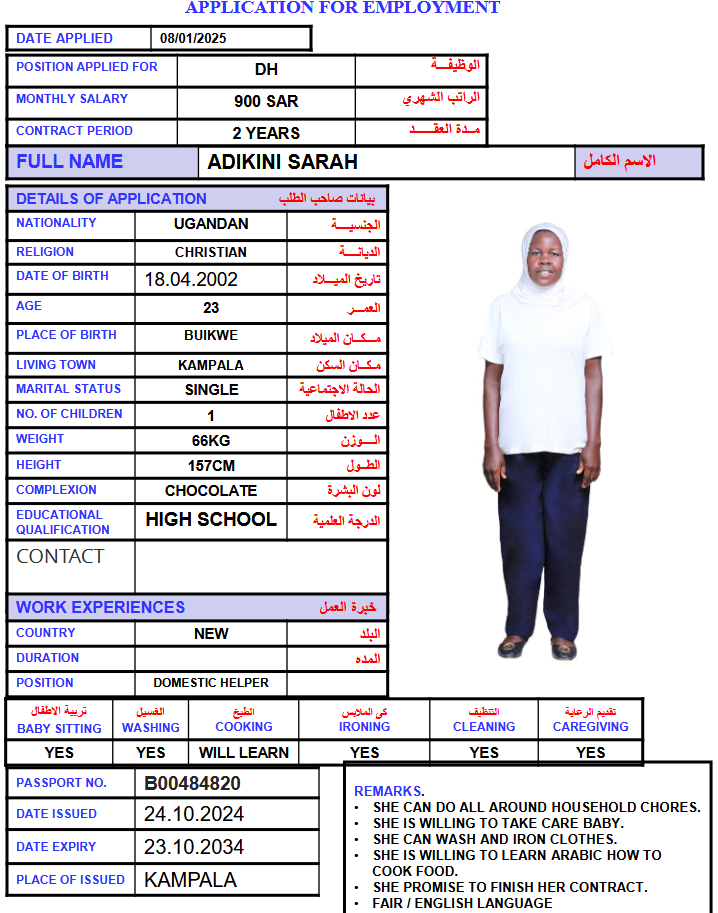 APPLICATION FOR EMPLOYMENT
DATE APPLIED 08/01/2025
POSITION APPLIED FOR DH الوظيفـــة
MONTHLY SALARY 900 SAR الراتب الشهري
CONTRACT PERIOD 2 YEARS مـدة العقـــد
FULL NAME ADIKINI SARAH الاسم الكامل
DETAILS OF APPLICATION بيانات صاحب الطلب
NATIONALITY UGANDAN الجنسيـــة
RELIGION CHRISTIAN الديانـــة
DATE OF BIRTH 18.04.2002 تاريخ الميـــلاد
AGE 23 العمـــر
PLACE OF BIRTH BUIKWE مـــكـــان الميلاد
LIVING TOWN KAMPALA مكـان السكن
MARITAL STATUS SINGLE الحالة الاجتماعية
NO. OF CHILDREN 1 عدد الاطفال
WEIGHT 66KG الـــوزن
HEIGHT 157CM الطـول
COMPLEXION CHOCOLATE لون البشرة
EDUCATIONAL QUALIFICATION HIGH SCHOOL الدرجة العلمية
CONTACT
WORK EXPERIENCES خبرة العمل
COUNTRY NEW البلد
DURATION المده
POSITION DOMESTIC HELPER
تربية الاطفال الغسيل الطبخ كي الملابس التنظيف تقديم الرعاية
BABY SITTING WASHING COOKING IRONING CLEANING CAREGIVING
YES YES WILL LEARN YES YES YES
PASSPORT NO. B00484820
DATE ISSUED 24.10.2024
DATE EXPIRY 23.10.2034
PLACE OF ISSUED KAMPALA
REMARKS.
• SHE CAN DO ALL AROUND HOUSEHOLD CHORES.
• SHE IS WILLING TO TAKE CARE BABY.
• SHE CAN WASH AND IRON CLOTHES.
• SHE IS WILLING TO LEARN ARABIC HOW TO
COOK FOOD.
• SHE PROMISE TO FINISH HER CONTRACT.
• FAIR / ENGLISH LANGUAGE